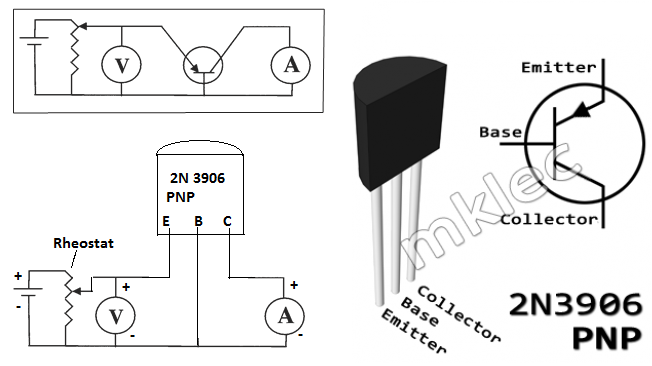 V
A
2N 3906
PNP
E B C
Rheostat
+
-
+
V
-
+
A
-
mklec
Emitter
Base
Collector
Collector
Base
Emitter
2N3906
PNP